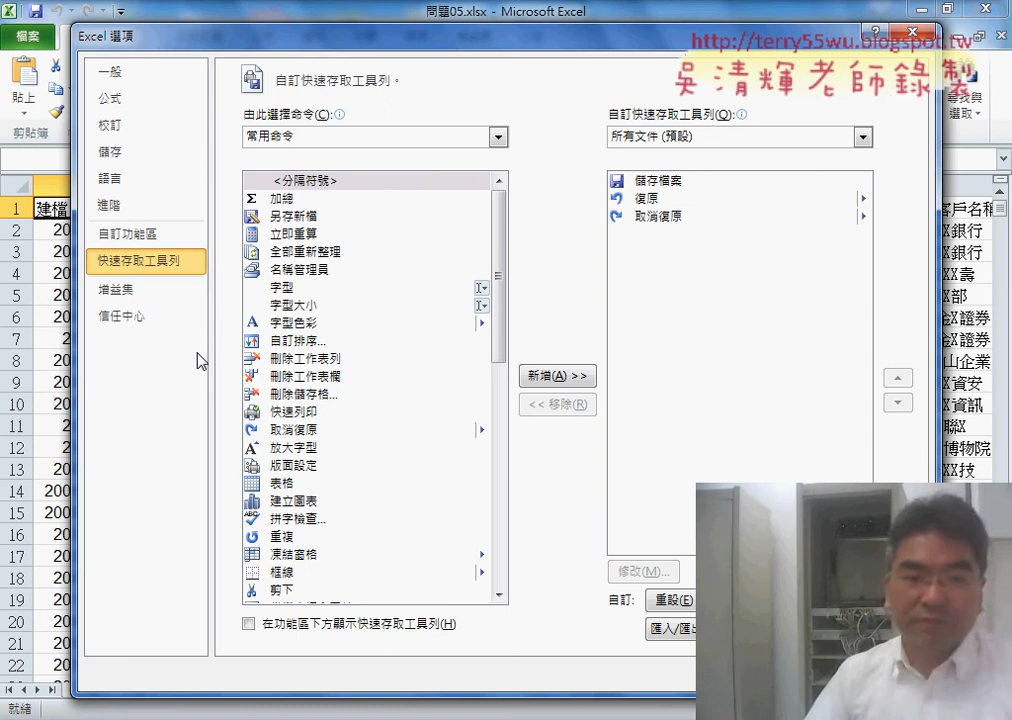 問題05.xlsx - Microsoft Excel
檔案
Excel 選項
http://terry55wu.blogspot.tw
吳清輝老師錄製
貼上
剪貼簿
尋找與
選取
一般
公式
校訂
儲存
語言
進階
自訂功能區
快速存取工具列
增益集
信任中心
自訂快速存取工具列。
由此選擇命令(C):
常用命令
<分隔符號>
加總
另存新檔
立即重算
全部重新整理
名稱管理員
字型
字型大小
字型色彩
自訂排序...
刪除工作表列
刪除工作表欄
刪除儲存格...
快速列印
取消復原
放大字型
版面設定
表格
建立圖表
拼字檢查...
重複
凍結窗格
框線
剪下
在功能區下方顯示快速存取工具列(H)
新增(A) >>
<< 移除(R)
自訂快速存取工具列(Q):
所有文件 (預設)
儲存檔案
復原
取消復原
修改(M)...
自訂:
重設(E)
匯入/匯出
1 建檔 客戶名稱
2 20 X銀行
3 20 X銀行
4 20 XX壽
5 20 X部
6 20 金X證券
7 2 金X證券
8 20 山企業
9 20 X資安
10 20 X資訊
11 2 聯X
12 2 博物院
13 20 XX技
14 200
15 200
16 20
17 20
18 20
19 20
20 20
21 20
22 20
就緒